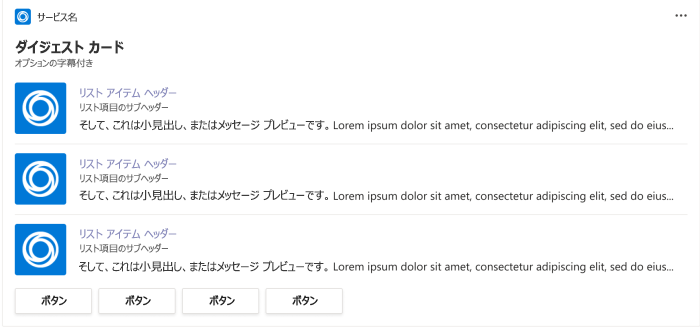 サービス名
ダイジェスト カード
オプションの字幕付き
リスト アイテム ヘッダー
リスト項目のサブヘッダー
そして、これは小見出し、またはメッセージ プレビューです。Lorem ipsum dolor sit amet, consectetur adipiscing elit, sed do eius...
リスト アイテム ヘッダー
リスト項目のサブヘッダー
そして、これは小見出し、またはメッセージ プレビューです。Lorem ipsum dolor sit amet, consectetur adipiscing elit, sed do eius...
リスト アイテム ヘッダー
リスト項目のサブヘッダー
そして、これは小見出し、またはメッセージ プレビューです。Lorem ipsum dolor sit amet, consectetur adipiscing elit, sed do eius...
ボタン ボタン ボタン ボタン